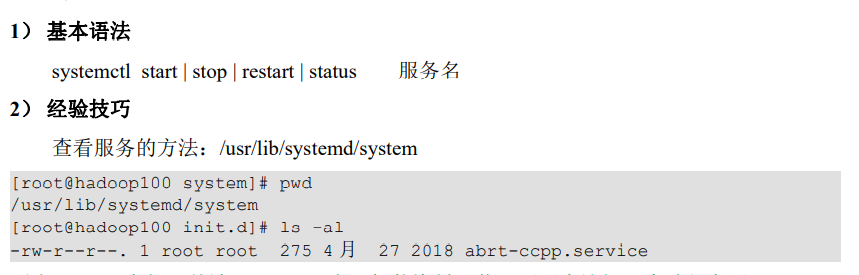 1） 基本语法
systemctl start | stop | restart | status 服务名
2） 经验技巧
查看服务的方法：/usr/lib/systemd/system
[root@hadoop100 system]# pwd
/usr/lib/systemd/system
[root@hadoop100 init.d]# ls -al
-rw-r--r--. 1 root root 275 4月 27 2018 abrt-ccpp.service